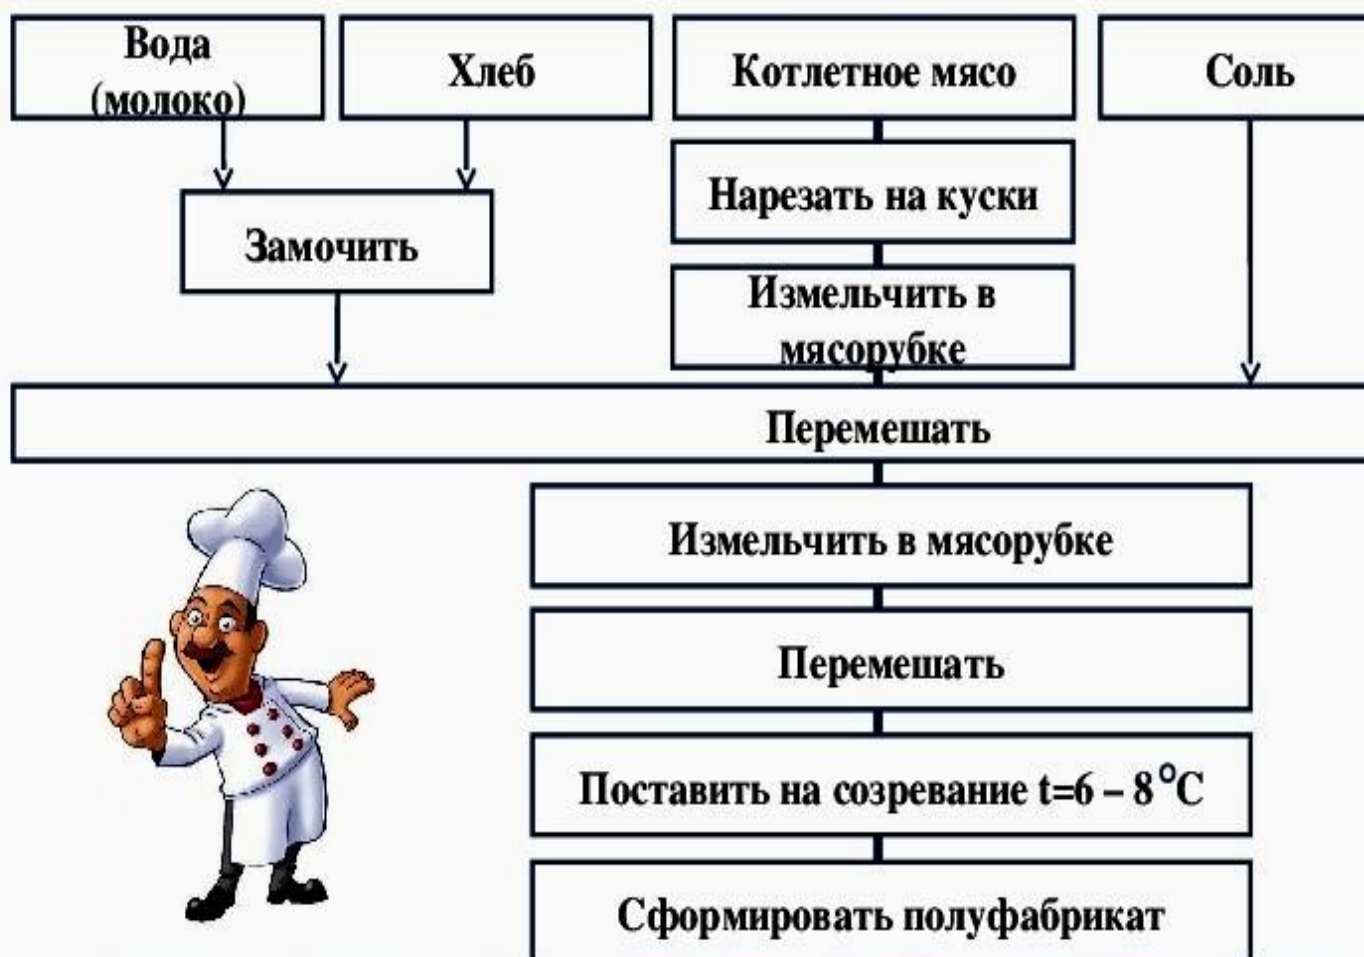 Вода
(молоко)
Хлеб
Котлетное мясо
Соль
Нарезать на куски
Замочить
Измельчить в
мясорубке
Перемешать
Измельчить в мясорубке
Перемешать
Поставить на созревание t=6 – 8°C
Сформировать полуфабрикат